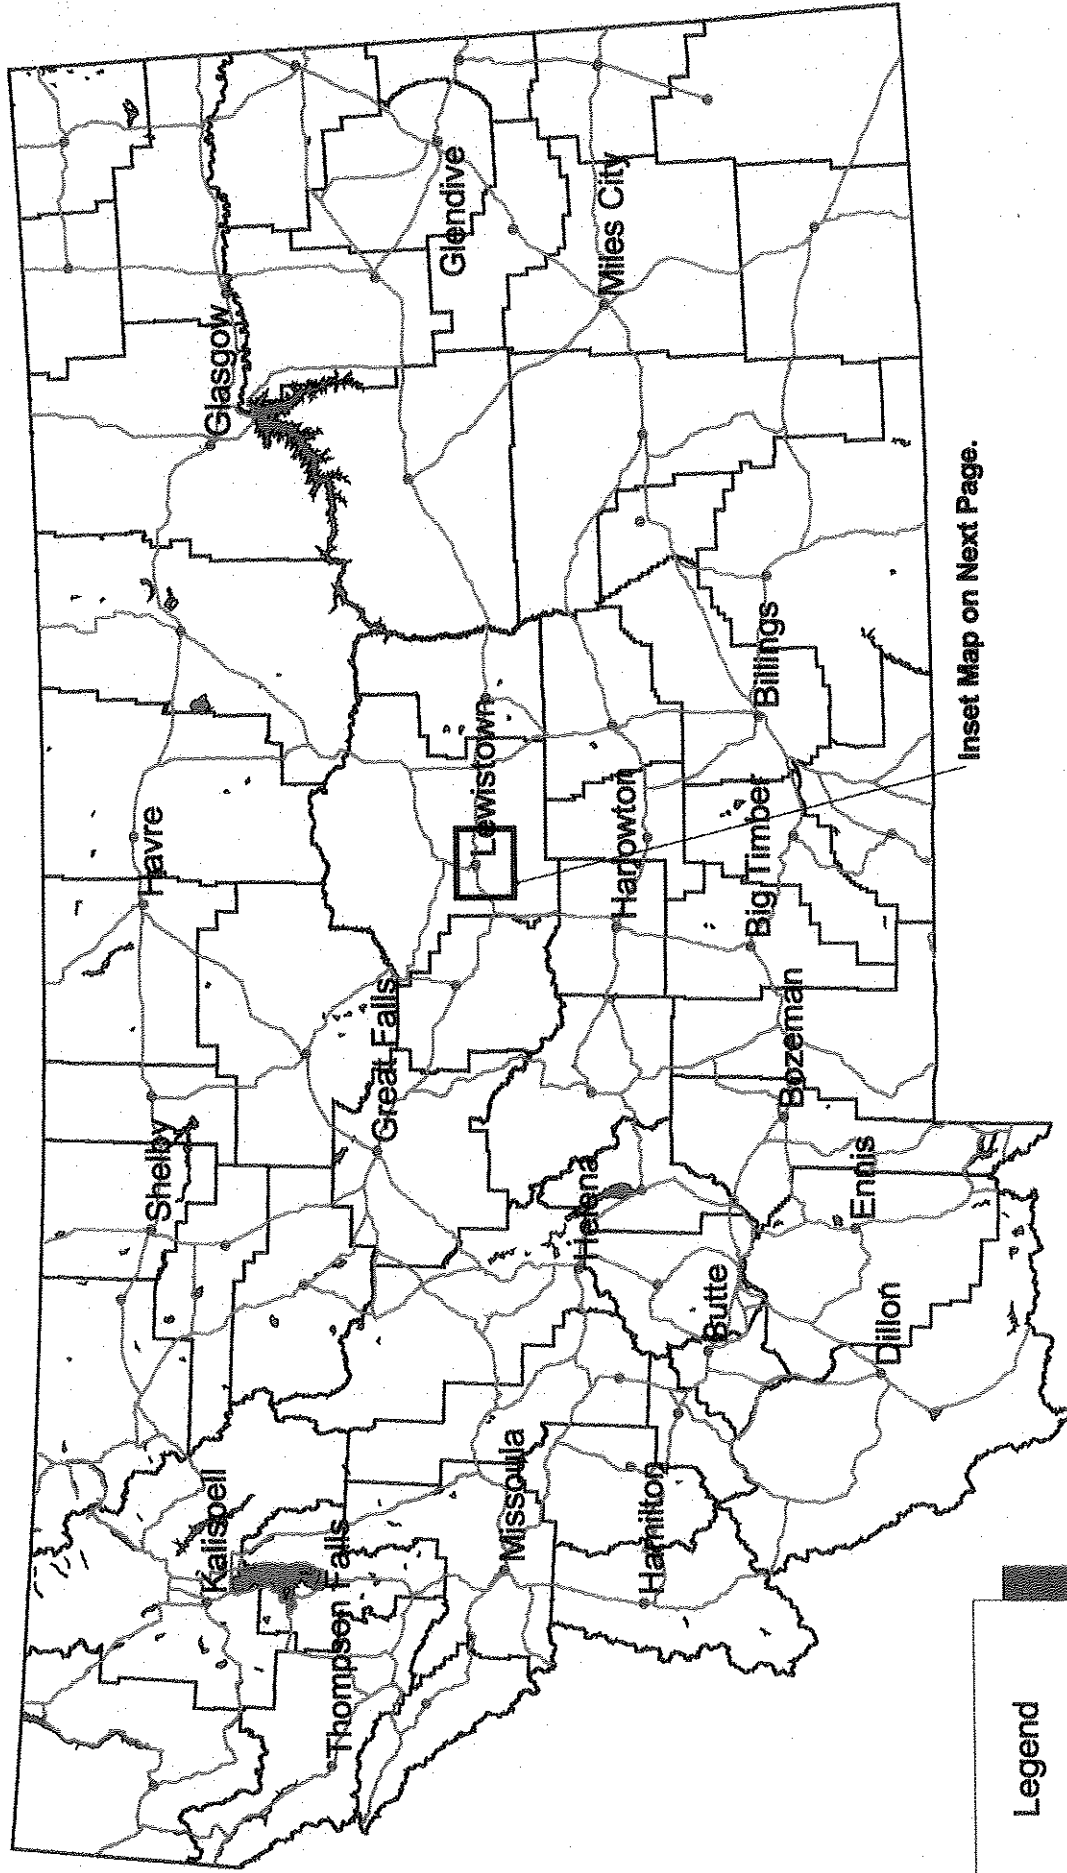 Kalispell
Shelby
Havre
Glasgow
Thompson Falls
Great Falls
Lewistown
Glendive
Missoula
Helena
Harlowton
Miles City
Hamilton
Butte
Bozeman
Big Timber
Billings
Dillon
Ennis
Inset Map on Next Page.
Legend